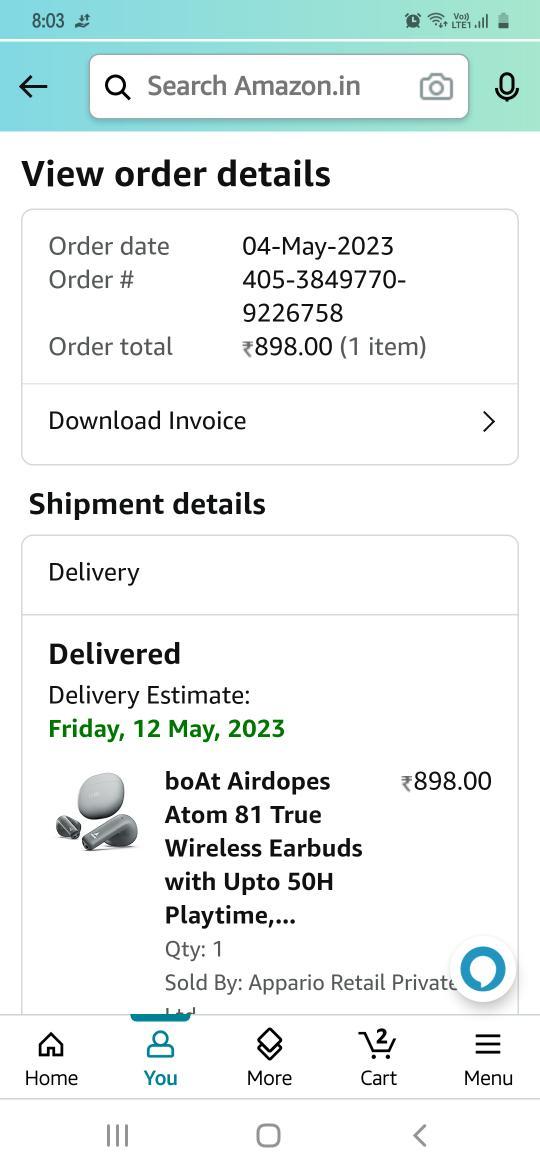 8:03
Vo))
LTE1
Search Amazon.in
View order details
Order date 04-May-2023
Order # 405-3849770-
9226758
Order total ₹898.00 (1 item)
Download Invoice
Shipment details
Delivery
Delivered
Delivery Estimate:
Friday, 12 May, 2023
boAt Airdopes ₹898.00
Atom 81 True
Wireless Earbuds
with Upto 50H
Playtime,...
Qty: 1
Sold By: Appario Retail Private
Ltd
2
Home You More Cart Menu